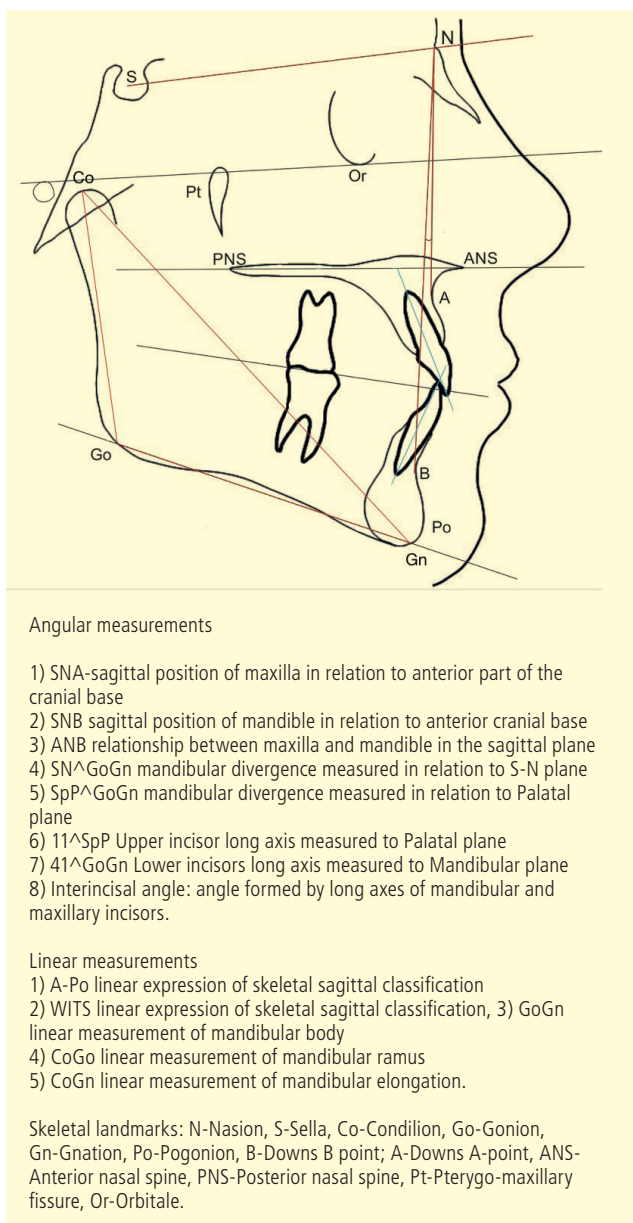 N
S
Co
Or
Pt
PNS
ANS
A
Go
B
Po
Gn
Angular measurements
1) SNA-sagittal position of maxilla in relation to anterior part of the
cranial base
2) SNB sagittal position of mandible in relation to anterior cranial base
3) ANB relationship between maxilla and mandible in the sagittal plane
4) SN^GoGn mandibular divergence measured in relation to S-N plane
5) SpP^GoGn mandibular divergence measured in relation to Palatal
plane
6) 11^SpP Upper incisor long axis measured to Palatal plane
7) 41^GoGn Lower incisors long axis measured to Mandibular plane
8) Interincisal angle: angle formed by long axes of mandibular and
maxillary incisors.
Linear measurements
1) A-Po linear expression of skeletal sagittal classification
2) WITS linear expression of skeletal sagittal classification, 3) GoGn
linear measurement of mandibular body
4) CoGo linear measurement of mandibular ramus
5) CoGn linear measurement of mandibular elongation.
Skeletal landmarks: N-Nasion, S-Sella, Co-Condilion, Go-Gonion,
Gn-Gnation, Po-Pogonion, B-Downs B point; A-Downs A-point, ANS-
Anterior nasal spine, PNS-Posterior nasal spine, Pt-Pterygo-maxillary
fissure, Or-Orbitale.